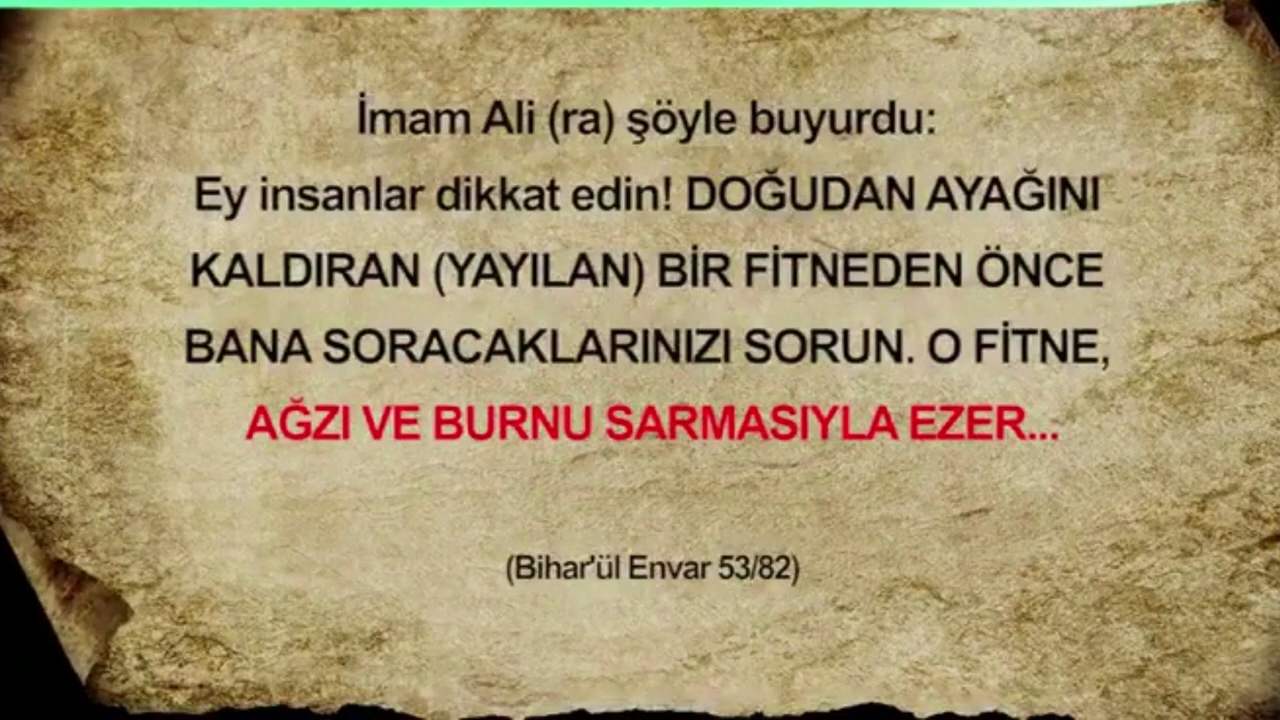 İmam Ali (ra) şöyle buyurdu:
Ey insanlar dikkat edin! DOĞUDAN AYAĞINI
KALDIRAN (YAYILAN) BİR FİTNEDEN ÖNCE
BANA SORACAKLARINIZI SORUN. O FİTNE,
AĞZI VE BURNU SARMASIYLA EZER...
(Bihar'ül Envar 53/82)